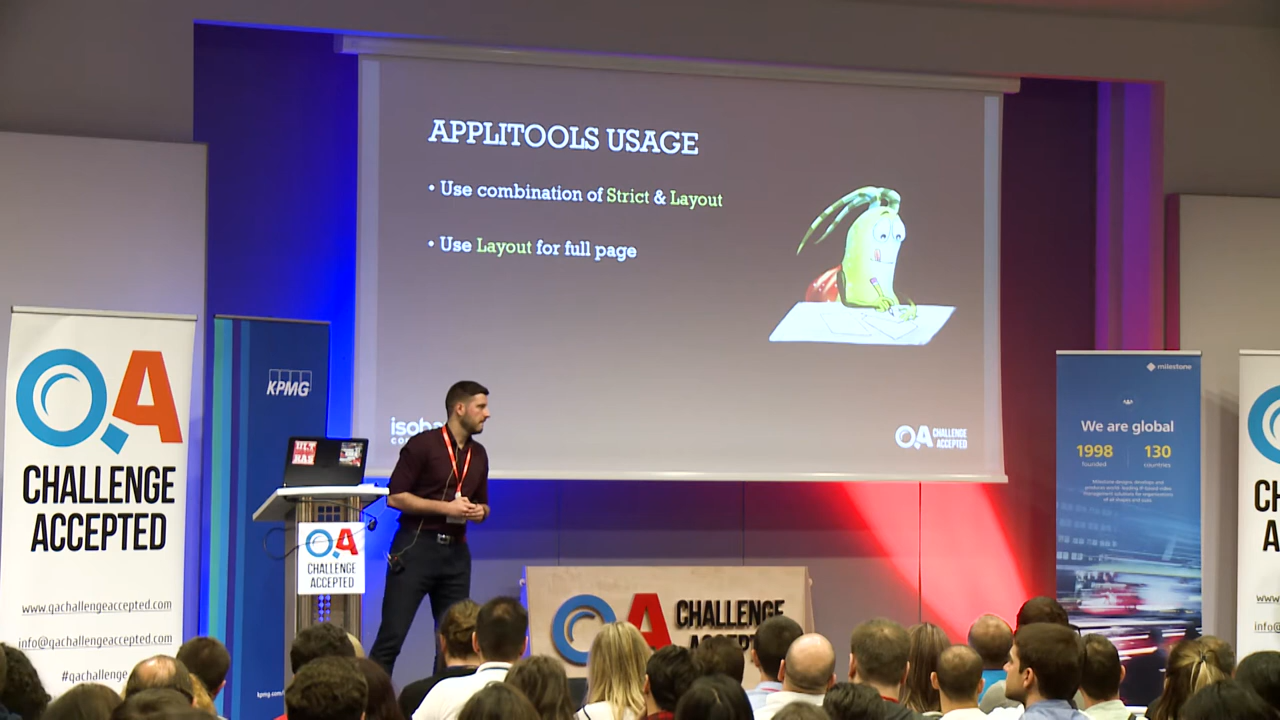 APPLITOOLS USAGE
• Use combination of Strict & Layout
• Use Layout for full page
QA CHALLENGE
ACCEPTED
QA
CHALLENGE
ACCEPTED
www.qachallengeaccepted.com
info@qachallengeaccepted.com
#qachallenge
KPMG
QA
CHALLENGE
ACCEPTED
QA CHALLENGE
milestone
We are global
1998
founded
130
countries